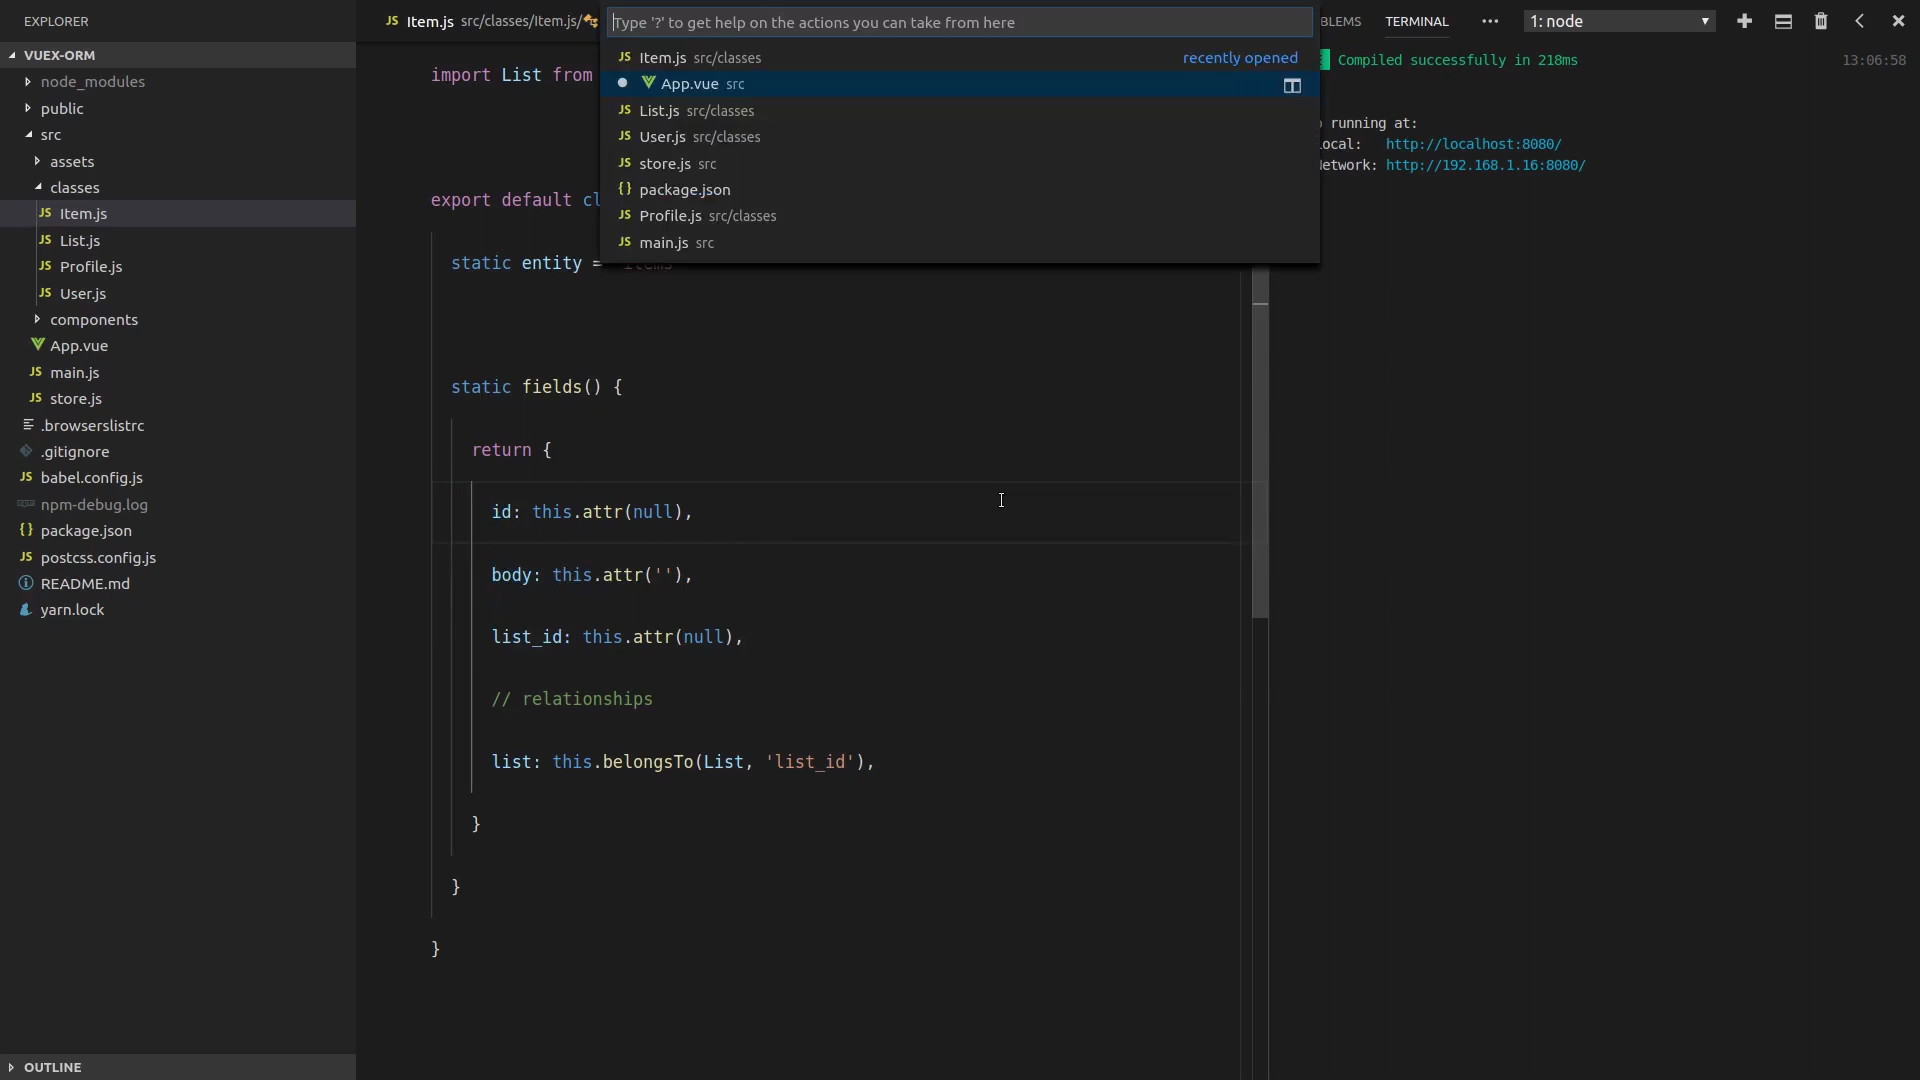 EXPLORER
VUEX-ORM
node_modules
public
src
assets
classes
JS Item.js
JS List.js
JS Profile.js
JS User.js
components
App.vue
JS main.js
JS store.js
.browserslistrc
.gitignore
JS babel.config.js
npm-debug.log
{} package.json
JS postcss.config.js
README.md
yarn.lock
OUTLINE
JS Item.js src/classes/Item.js/
Type '?' to get help on the actions you can take from here
JS Item.js src/classes recently opened
App.vue src
JS List.js src/classes
JS User.js src/classes
JS store.js src
{} package.json
JS Profile.js src/classes
JS main.js src
import List from
export default cl
static entity = 'items'
static fields() {
return {
id: this.attr(null),
body: this.attr(''),
list_id: this.attr(null),
// relationships
list: this.belongsTo(List, 'list_id'),
}
}
}
BLEMS TERMINAL ... 1: node
Compiled successfully in 218ms 13:06:58
running at:
ocal: http://localhost:8080/
etwork: http://192.168.1.16:8080/